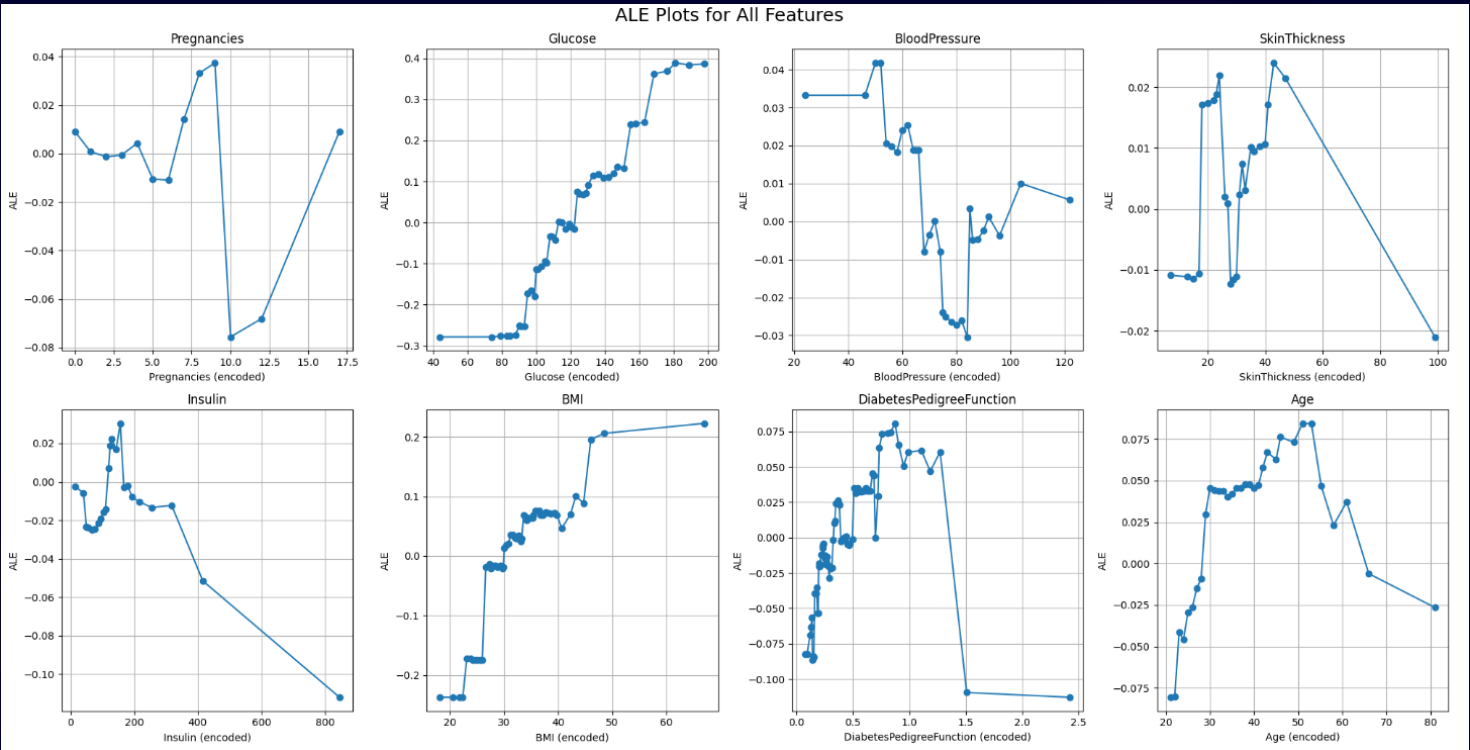 ALE Plots for All Features
Pregnancies
0.04
0.02
0.00
−0.02
−0.04
−0.06
−0.08
ALE
0.0 2.5 5.0 7.5 10.0 12.5 15.0 17.5
Pregnancies (encoded)
Glucose
0.4
0.3
0.2
0.1
0.0
−0.1
−0.2
−0.3
ALE
40 60 80 100 120 140 160 180 200
Glucose (encoded)
BloodPressure
0.04
0.03
0.02
0.01
0.00
−0.01
−0.02
−0.03
ALE
20 40 60 80 100 120
BloodPressure (encoded)
SkinThickness
0.02
0.01
0.00
−0.01
−0.02
ALE
20 40 60 80 100
SkinThickness (encoded)
Insulin
0.02
0.00
−0.02
−0.04
−0.06
−0.08
−0.10
ALE
0 200 400 600 800
Insulin (encoded)
BMI
0.2
0.1
0.0
−0.1
−0.2
ALE
20 30 40 50 60
BMI (encoded)
DiabetesPedigreeFunction
0.075
0.050
0.025
0.000
−0.025
−0.050
−0.075
−0.100
ALE
0.0 0.5 1.0 1.5 2.0 2.5
DiabetesPedigreeFunction (encoded)
Age
0.075
0.050
0.025
0.000
−0.025
−0.050
−0.075
ALE
20 30 40 50 60 70 80
Age (encoded)